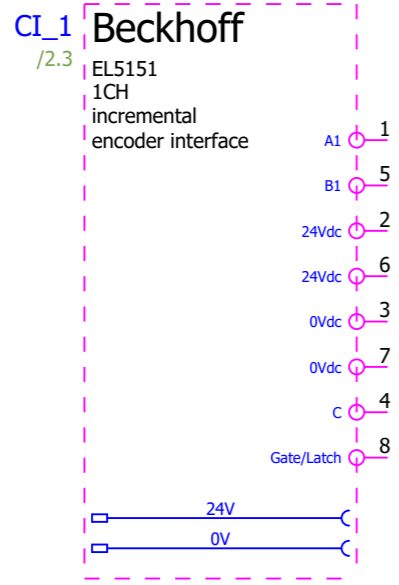 CI_1 Beckhoff
/2.3
EL5151
1CH
incremental
encoder interface
A1 1
B1 5
24Vdc 2
24Vdc 6
0Vdc 3
0Vdc 7
C 4
Gate/Latch 8
24V
0V